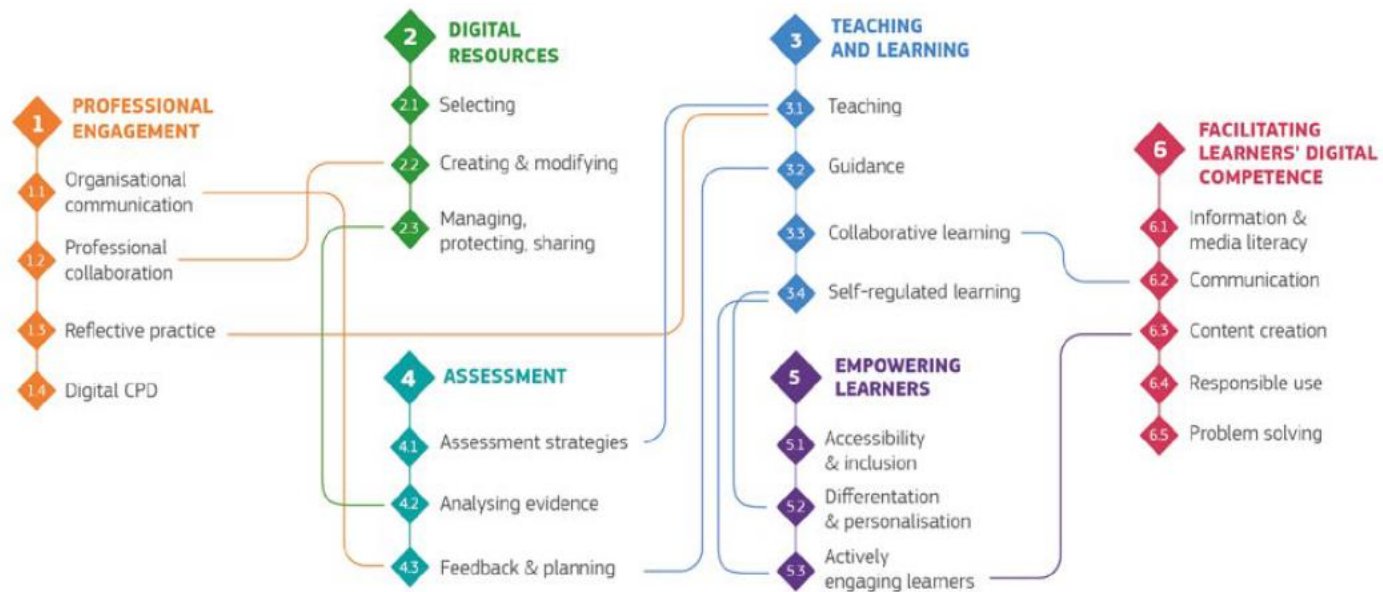 1
PROFESSIONAL
ENGAGEMENT
1.1
Organisational
communication
1.2
Professional
collaboration
1.3
Reflective practice
1.4
Digital CPD
2
DIGITAL
RESOURCES
2.1
Selecting
2.2
Creating & modifying
2.3
Managing,
protecting, sharing
3
TEACHING
AND LEARNING
3.1
Teaching
3.2
Guidance
3.3
Collaborative learning
3.4
Self-regulated learning
4
ASSESSMENT
4.1
Assessment strategies
4.2
Analysing evidence
4.3
Feedback & planning
5
EMPOWERING
LEARNERS
5.1
Accessibility
& inclusion
5.2
Differentation
& personalisation
5.3
Actively
engaging learners
6
FACILITATING
LEARNERS' DIGITAL
COMPETENCE
6.1
Information &
media literacy
6.2
Communication
6.3
Content creation
6.4
Responsible use
6.5
Problem solving